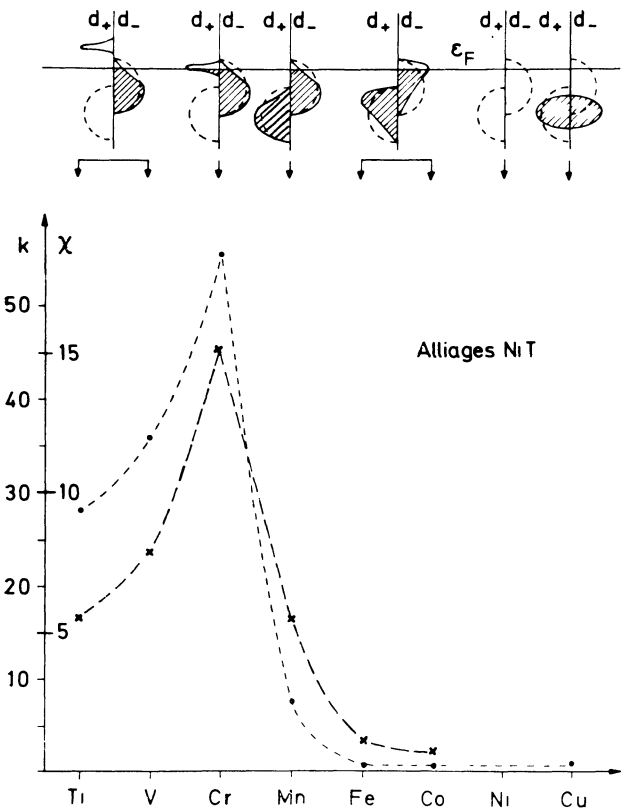 d+ d- d+ d- d+ d- d+ d- d+ d- d+ d-
εF
k χ
50
15
Alliages NiT
40
30 10
20
5
10
Ti V Cr Mn Fe Co Ni Cu